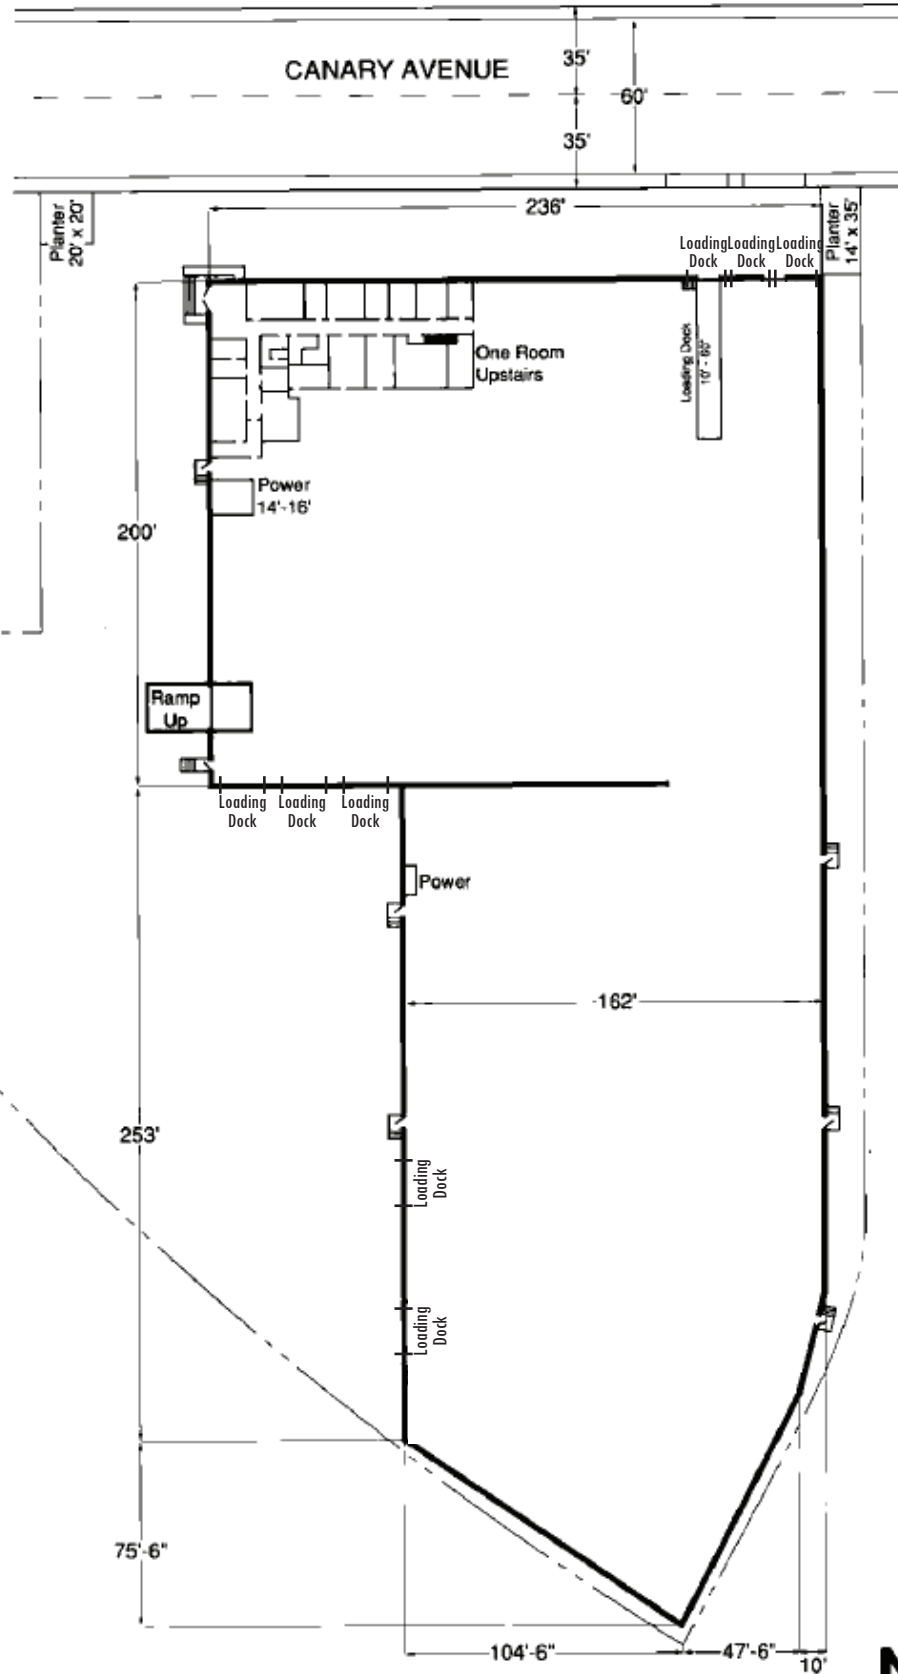 CANARY AVENUE
35'
60'
35'
236'
Planter
20' x 20'
Planter
14' x 35'
Loading
Dock
Loading
Dock
Loading
Dock
Loading Dock
One Room
Upstairs
Power
14'-16'
200'
Ramp
Up
Loading
Dock
Loading
Dock
Loading
Dock
Power
162'
253'
Loading
Dock
Loading
Dock
75'-6"
104'-6"
47'-6"
10'